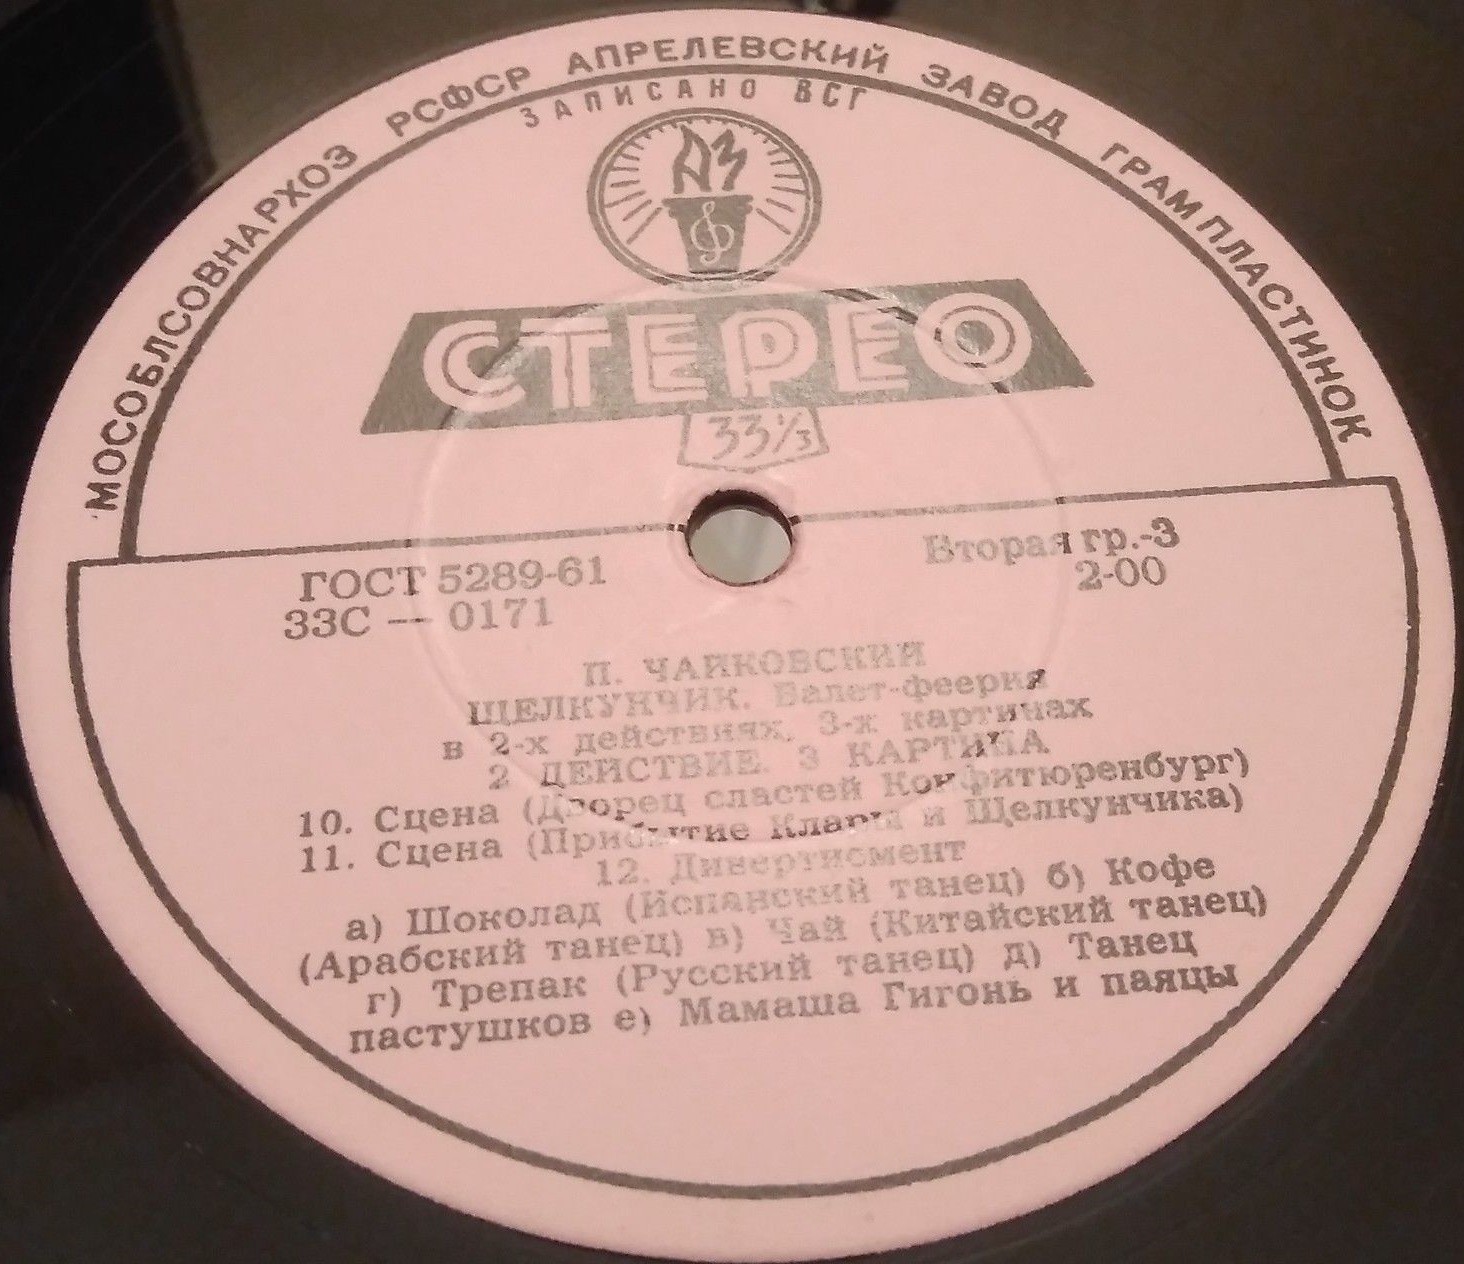 МОСОБЛСОВНАРХОЗ РСФСР АПРЕЛЕВСКИЙ ЗАВОД ГРАМПЛАСТИНОК
ЗАПИСАНО ВСГ
АЗ
СТЕРЕО
33⅓
ГОСТ 5289-61
33С — 0171
Вторая гр.-3
2-00
П. ЧАЙКОВСКИЙ
ЩЕЛКУНЧИК. Балет-феерия
в 2-х действиях, 3-х картинах
2 ДЕЙСТВИЕ. 3 КАРТИНА
10. Сцена (Дворец сластей Конфитюренбург)
11. Сцена (Прибытие Клары и Щелкунчика)
12. Дивертисмент
а) Шоколад (Испанский танец) б) Кофе
(Арабский танец) в) Чай (Китайский танец)
г) Трепак (Русский танец) д) Танец
пастушков е) Мамаша Гигонь и паяцы